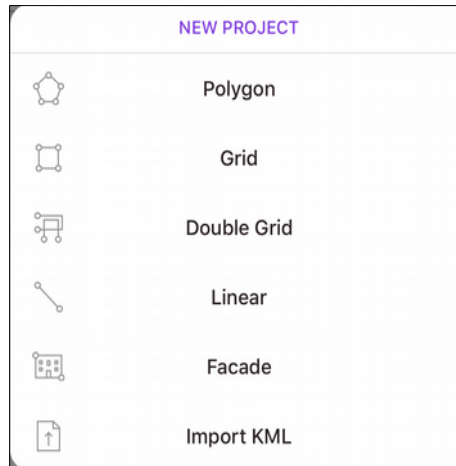 NEW PROJECT
Polygon
Grid
Double Grid
Linear
Facade
Import KML